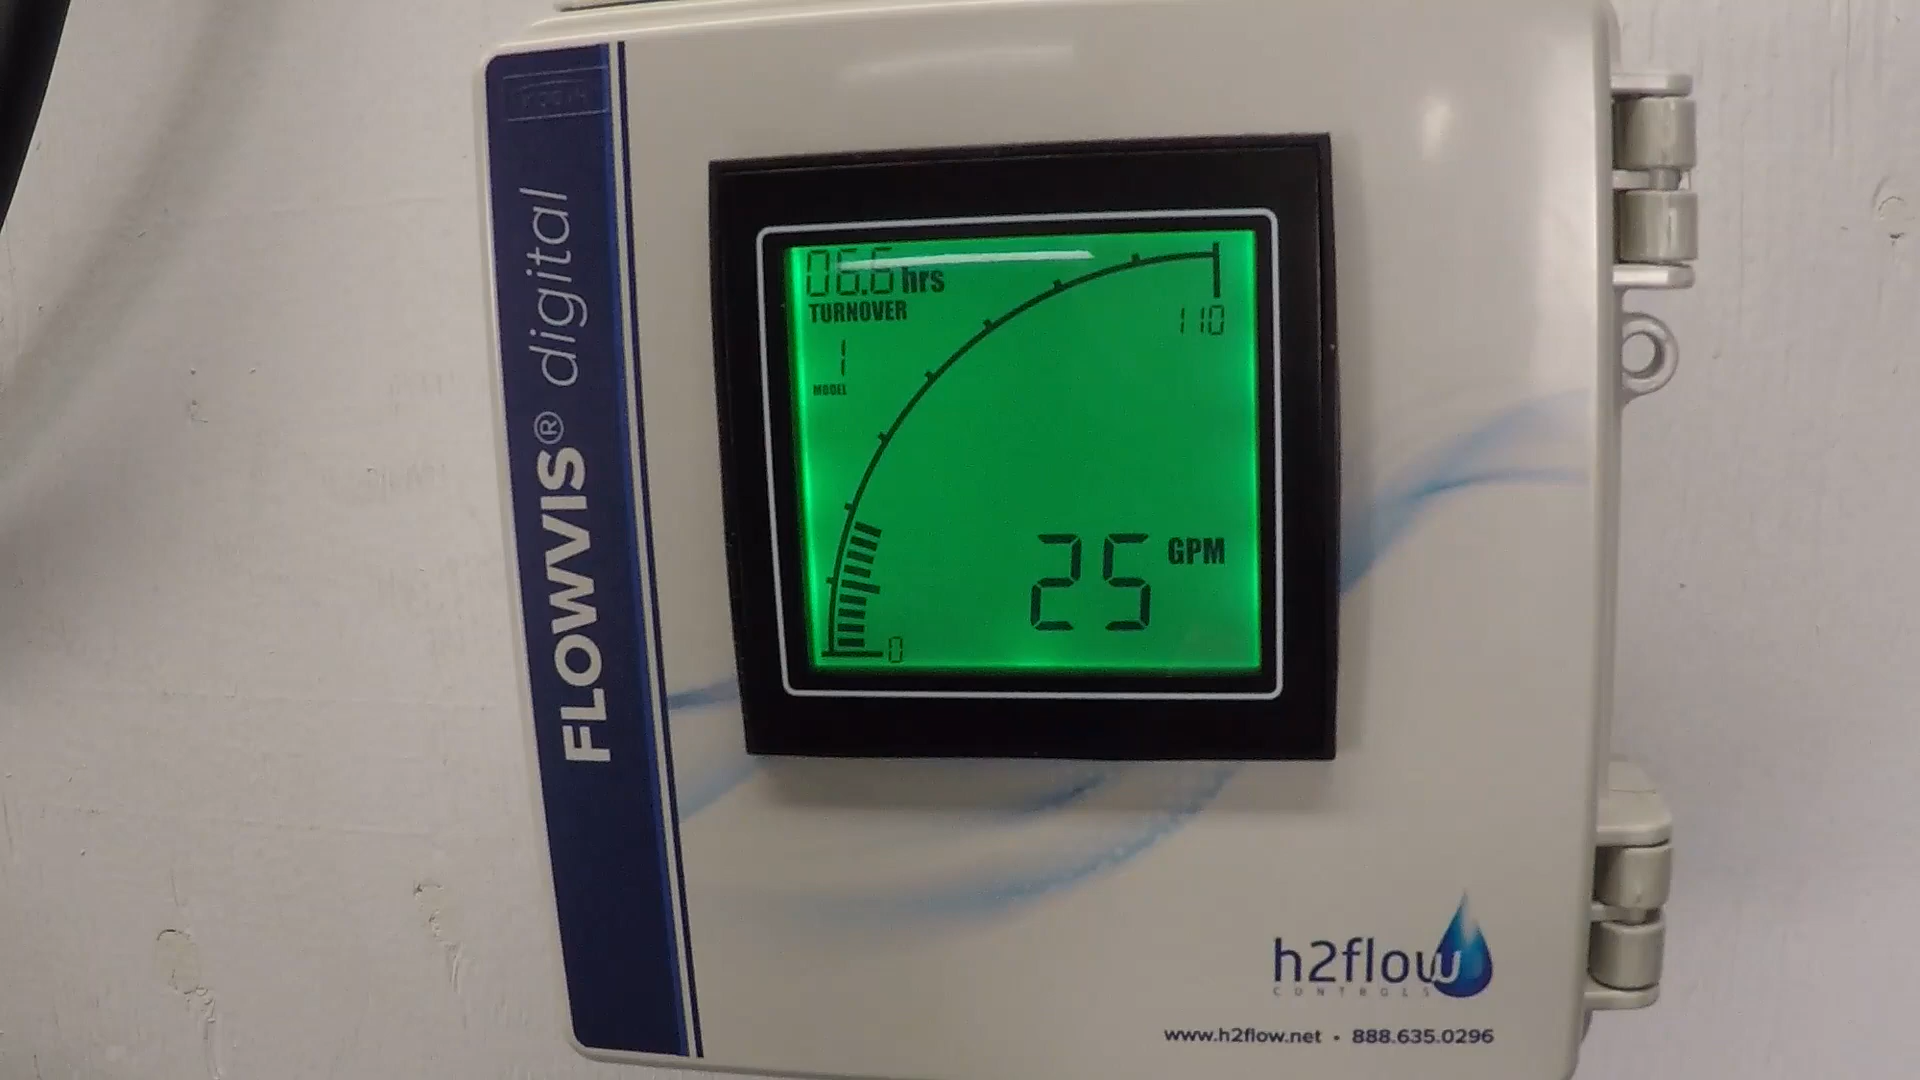 FLOWVIS® digital
06.6 hrs
TURNOVER
1
MODEL
110
25 GPM
0
h2flow
CONTROLS
www.h2flow.net • 888.635.0296